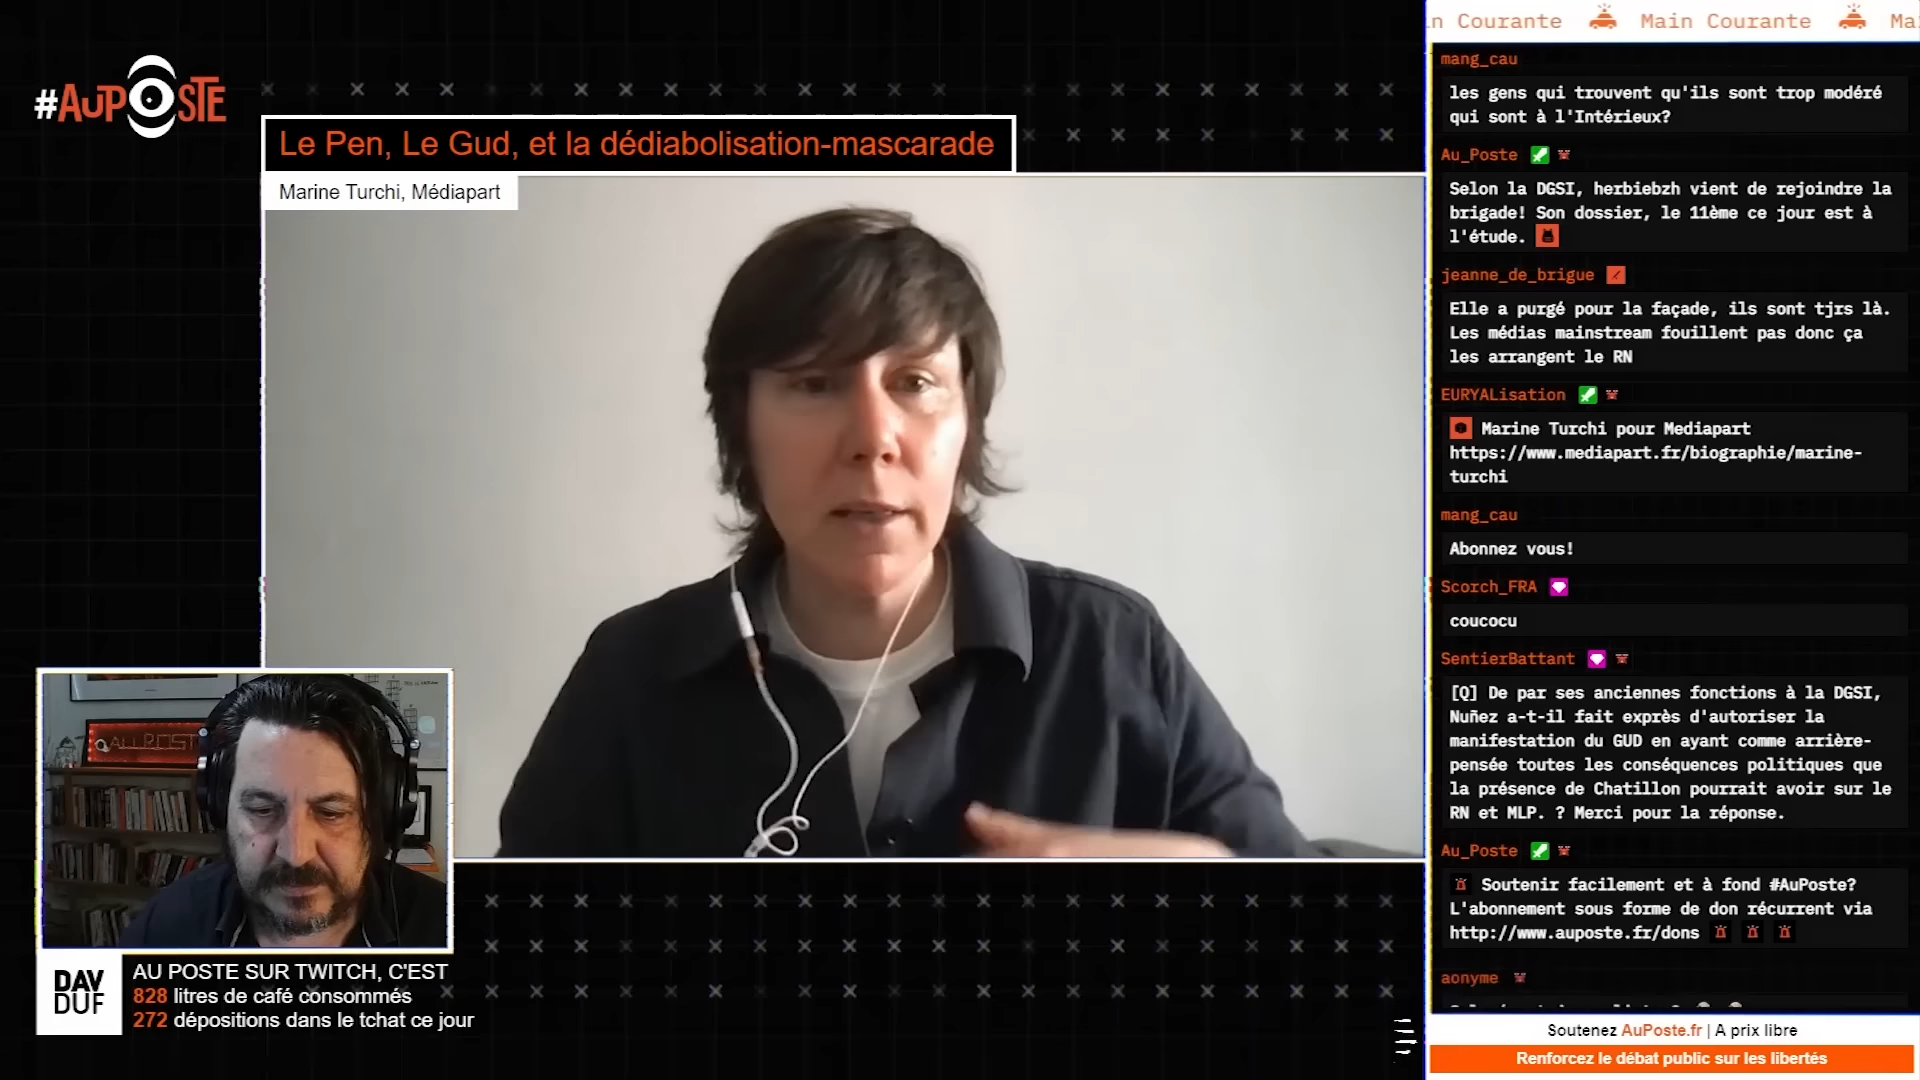 #AUPOSTE
Le Pen, Le Gud, et la dédiabolisation-mascarade
Marine Turchi, Médiapart
DAV
DUF
AU POSTE SUR TWITCH, C'EST
828 litres de café consommés
272 dépositions dans le tchat ce jour
n Courante Main Courante Ma
mang_cau
les gens qui trouvent qu'ils sont trop modéré
qui sont à l'Intérieux?
Au_Poste
Selon la DGSI, herbiebzh vient de rejoindre la
brigade! Son dossier, le 11ème ce jour est à
l'étude.
jeanne_de_brigue
Elle a purgé pour la façade, ils sont tjrs là.
Les médias mainstream fouillent pas donc ça
les arrangent le RN
EURYALisation
Marine Turchi pour Mediapart
https://www.mediapart.fr/biographie/marine-
turchi
mang_cau
Abonnez vous!
Scorch_FRA
coucocu
SentierBattant
[Q] De par ses anciennes fonctions à la DGSI,
Nuñez a-t-il fait exprès d'autoriser la
manifestation du GUD en ayant comme arrière-
pensée toutes les conséquences politiques que
la présence de Chatillon pourrait avoir sur le
RN et MLP. ? Merci pour la réponse.
Au_Poste
Soutenir facilement et à fond #AuPoste?
L'abonnement sous forme de don récurrent via
http://www.auposte.fr/dons
aonyme
Soutenez AuPoste.fr | A prix libre
Renforcez le débat public sur les libertés